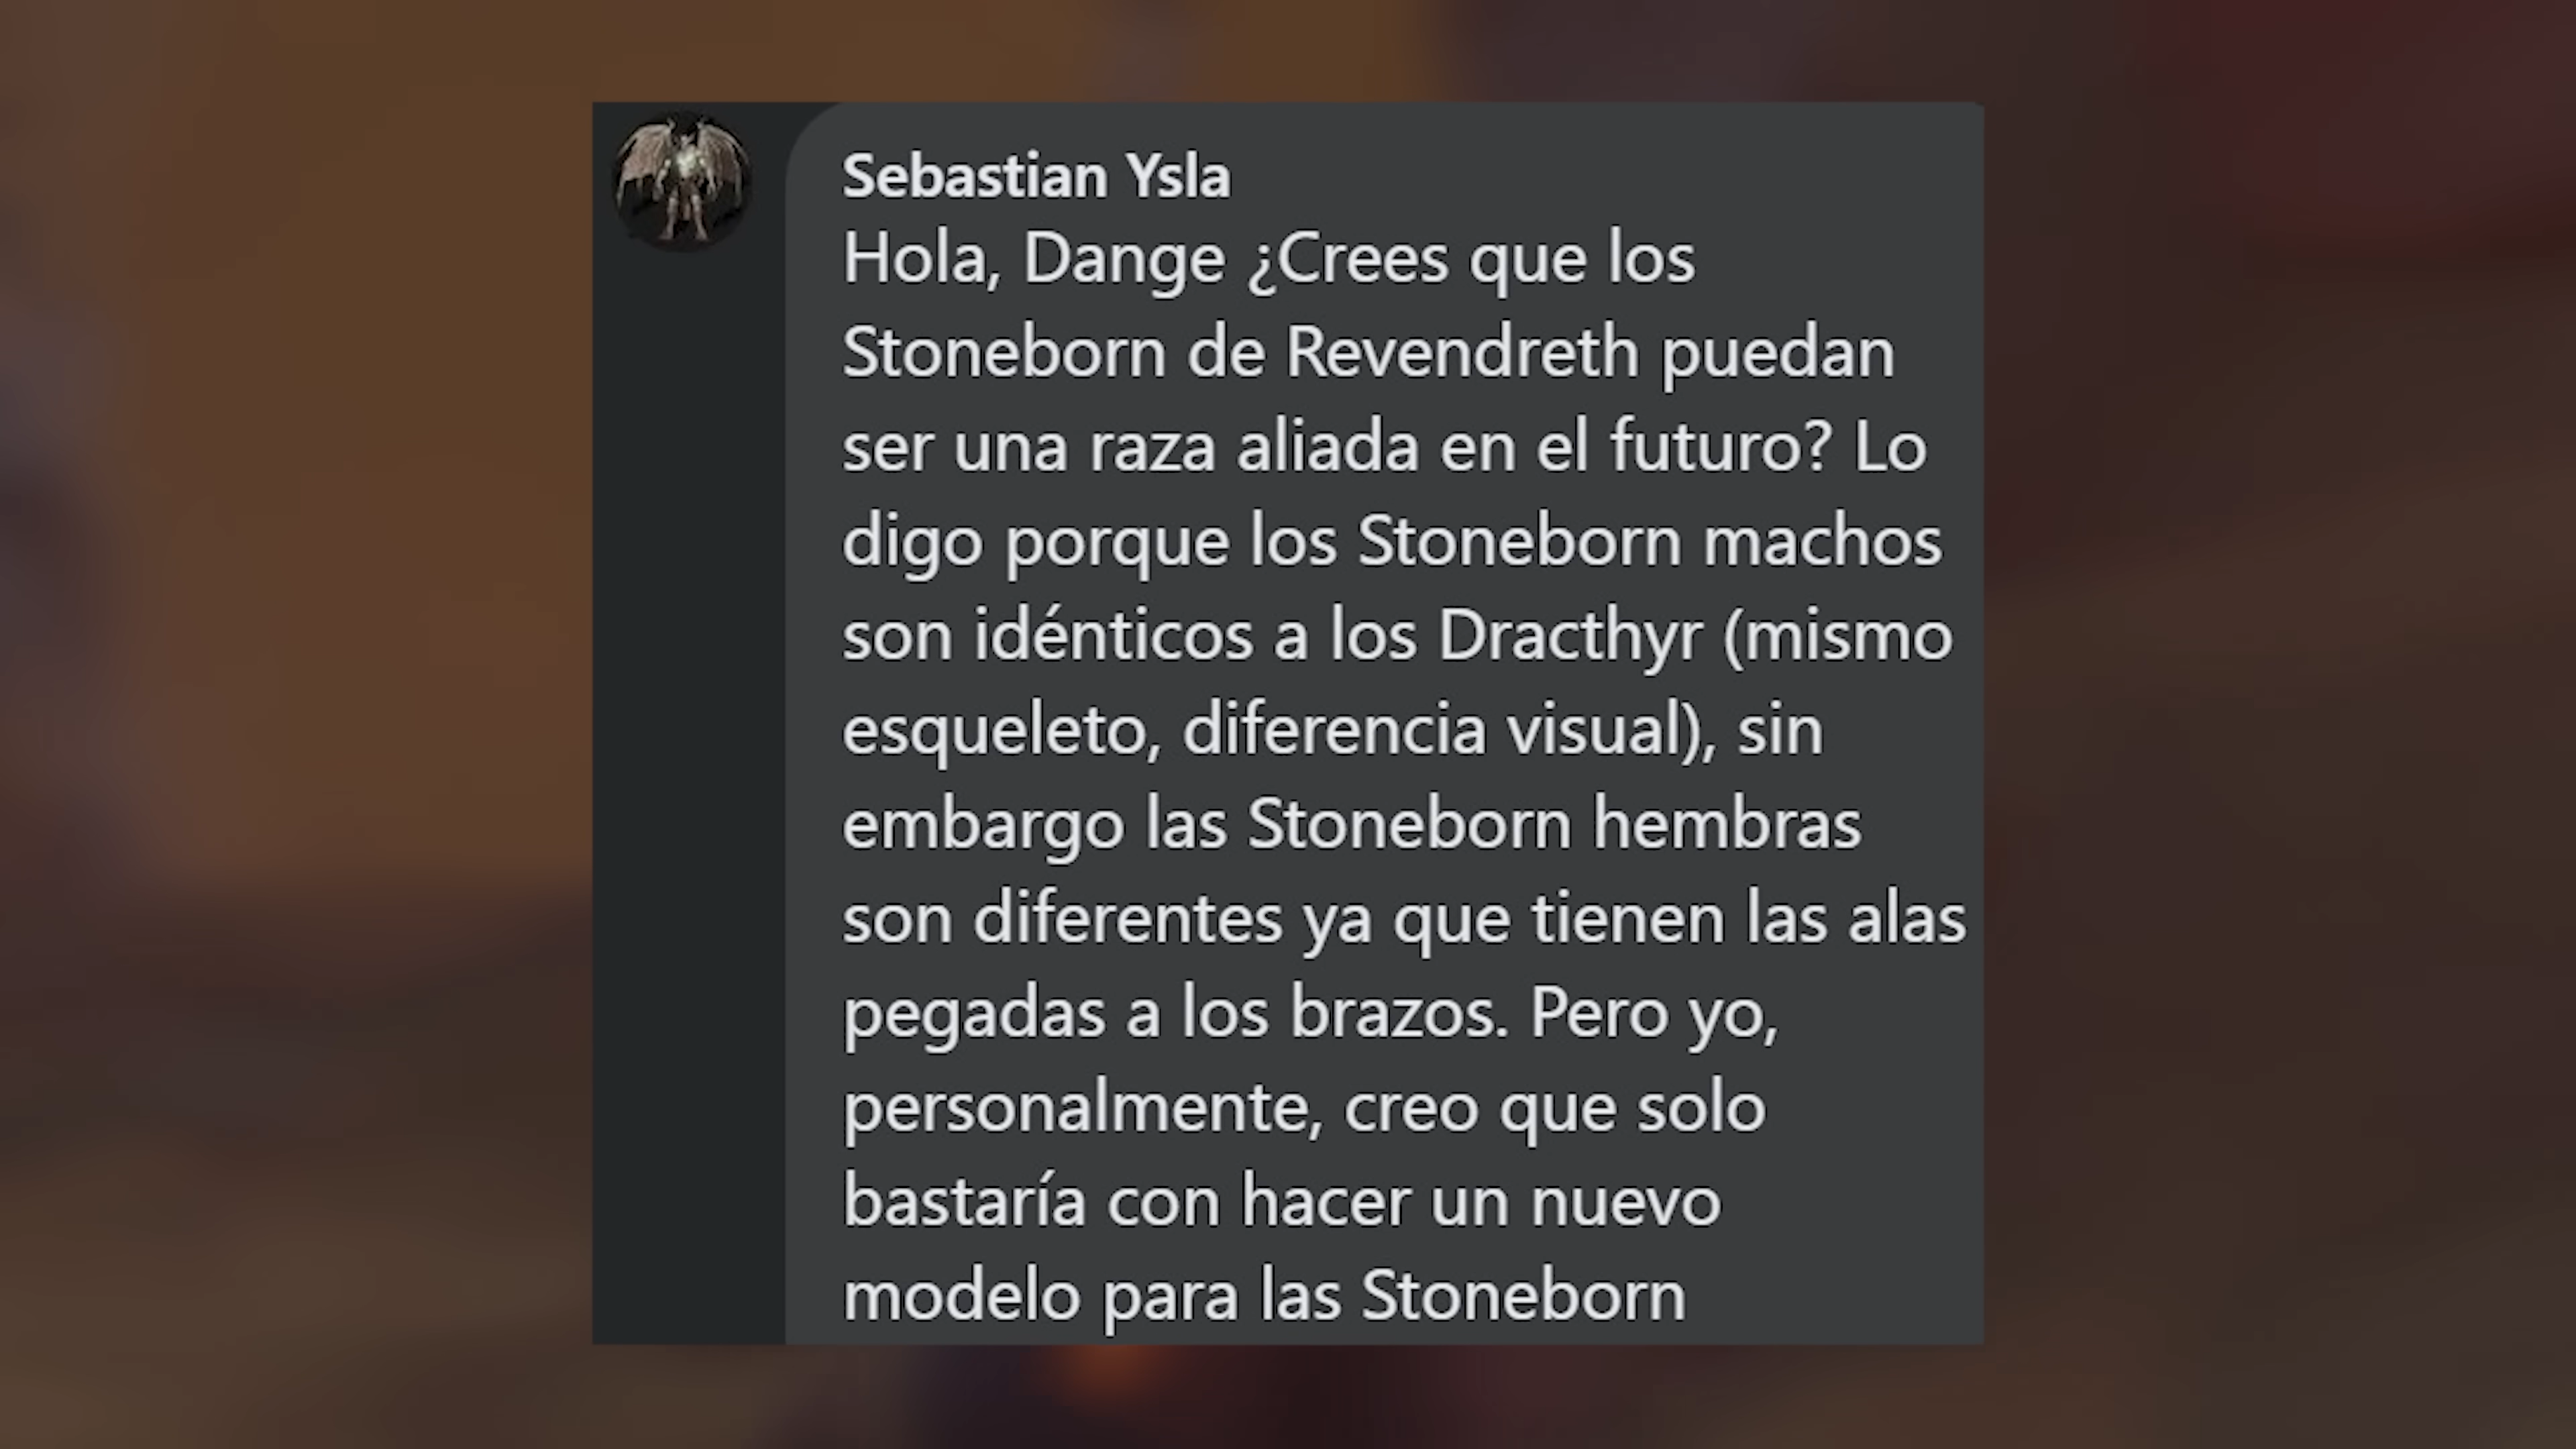 Sebastian Ysla
Hola, Dange ¿Crees que los
Stoneborn de Revendreth puedan
ser una raza aliada en el futuro? Lo
digo porque los Stoneborn machos
son idénticos a los Dracthyr (mismo
esqueleto, diferencia visual), sin
embargo las Stoneborn hembras
son diferentes ya que tienen las alas
pegadas a los brazos. Pero yo,
personalmente, creo que solo
bastaría con hacer un nuevo
modelo para las Stoneborn